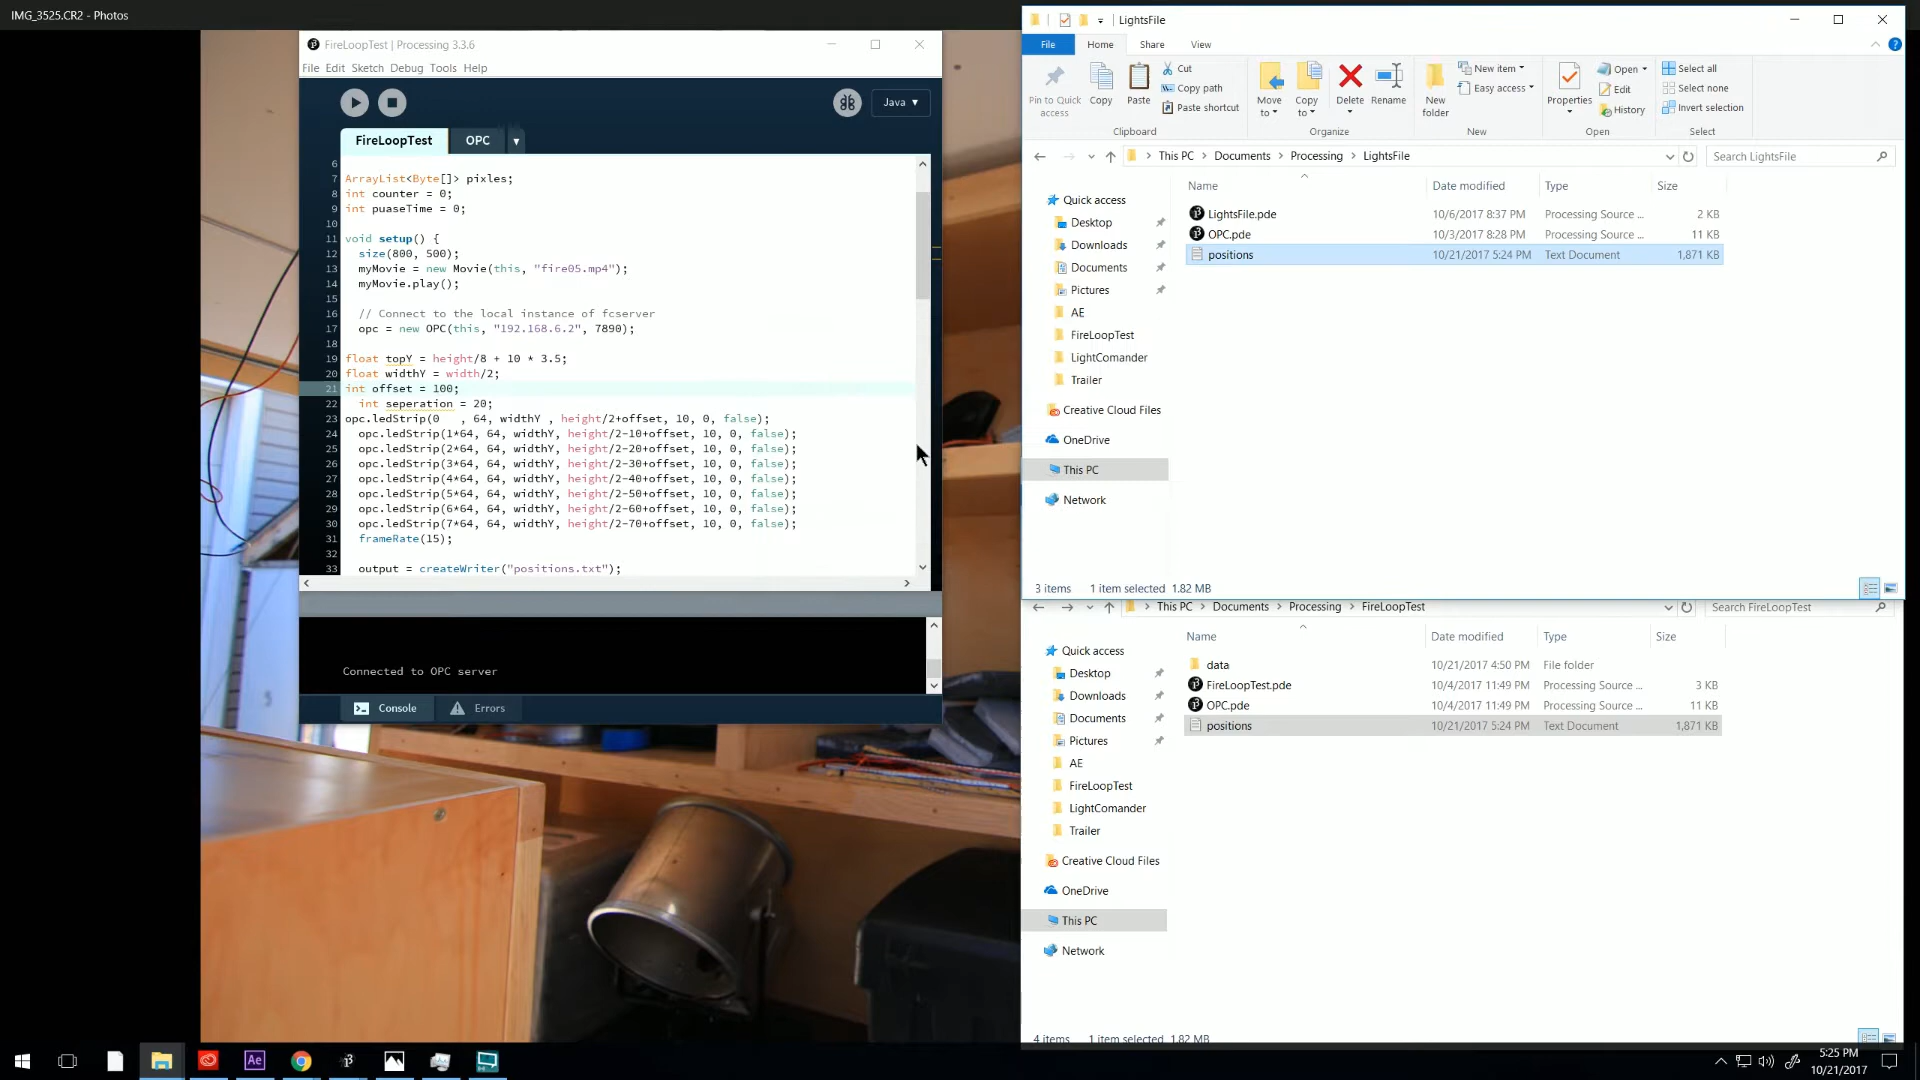 IMG_3525.CR2 - Photos
FireLoopTest | Processing 3.3.6
File Edit Sketch Debug Tools Help
Java ▼
FireLoopTest OPC ▼
6
7 ArrayList<Byte[]> pixles;
8 int counter = 0;
9 int puaseTime = 0;
10
11 void setup() {
12 size(800, 500);
13 myMovie = new Movie(this, "fire05.mp4");
14 myMovie.play();
15
16 // Connect to the local instance of fcserver
17 opc = new OPC(this, "192.168.6.2", 7890);
18
19 float topY = height/8 + 10 * 3.5;
20 float widthY = width/2;
21 int offset = 100;
22 int seperation = 20;
23 opc.ledStrip(0 , 64, widthY , height/2+offset, 10, 0, false);
24 opc.ledStrip(1*64, 64, widthY, height/2-10+offset, 10, 0, false);
25 opc.ledStrip(2*64, 64, widthY, height/2-20+offset, 10, 0, false);
26 opc.ledStrip(3*64, 64, widthY, height/2-30+offset, 10, 0, false);
27 opc.ledStrip(4*64, 64, widthY, height/2-40+offset, 10, 0, false);
28 opc.ledStrip(5*64, 64, widthY, height/2-50+offset, 10, 0, false);
29 opc.ledStrip(6*64, 64, widthY, height/2-60+offset, 10, 0, false);
30 opc.ledStrip(7*64, 64, widthY, height/2-70+offset, 10, 0, false);
31 frameRate(15);
32
33 output = createWriter("positions.txt");
Connected to OPC server
Console Errors
LightsFile
File Home Share View
Pin to Quick access
Copy
Paste
Cut
Copy path
Paste shortcut
Move to
Copy to
Delete
Rename
New folder
New item
Easy access
Properties
Open
Edit
History
Select all
Select none
Invert selection
Clipboard Organize New Open Select
This PC > Documents > Processing > LightsFile
Search LightsFile
Name Date modified Type Size
LightsFile.pde 10/6/2017 8:37 PM Processing Source ... 2 KB
OPC.pde 10/3/2017 8:28 PM Processing Source ... 11 KB
positions 10/21/2017 5:24 PM Text Document 1,871 KB
Quick access
Desktop
Downloads
Documents
Pictures
AE
FireLoopTest
LightComander
Trailer
Creative Cloud Files
OneDrive
This PC
Network
3 items 1 item selected 1.82 MB
This PC > Documents > Processing > FireLoopTest
Search FireLoopTest
Name Date modified Type Size
data 10/21/2017 4:50 PM File folder
FireLoopTest.pde 10/4/2017 11:49 PM Processing Source ... 3 KB
OPC.pde 10/4/2017 11:49 PM Processing Source ... 11 KB
positions 10/21/2017 5:24 PM Text Document 1,871 KB
Quick access
Desktop
Downloads
Documents
Pictures
AE
FireLoopTest
LightComander
Trailer
Creative Cloud Files
OneDrive
This PC
Network
4 items 1 item selected 1.82 MB
Ae
5:25 PM
10/21/2017